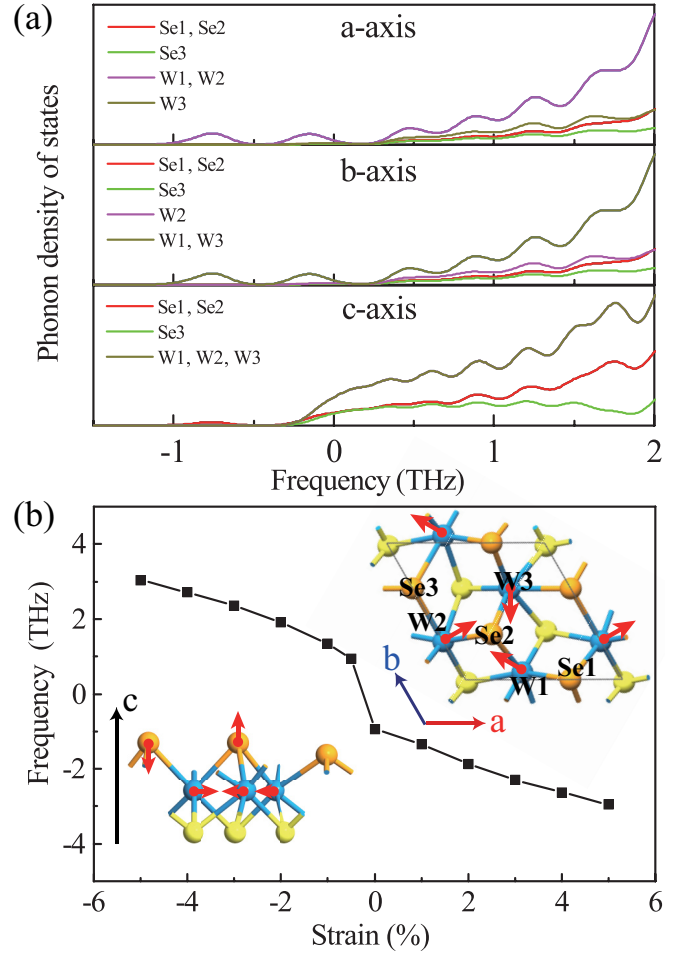 (a)
a-axis
Se1, Se2
Se3
W1, W2
W3
b-axis
Se1, Se2
Se3
W2
W1, W3
c-axis
Se1, Se2
Se3
W1, W2, W3
Phonon density of states
-1 0 1 2
Frequency (THz)
(b)
4
2
0
-2
-4
Frequency (THz)
-6 -4 -2 0 2 4 6
Strain (%)
c
Se3
W3
W2
Se2
Se1
W1
b
a